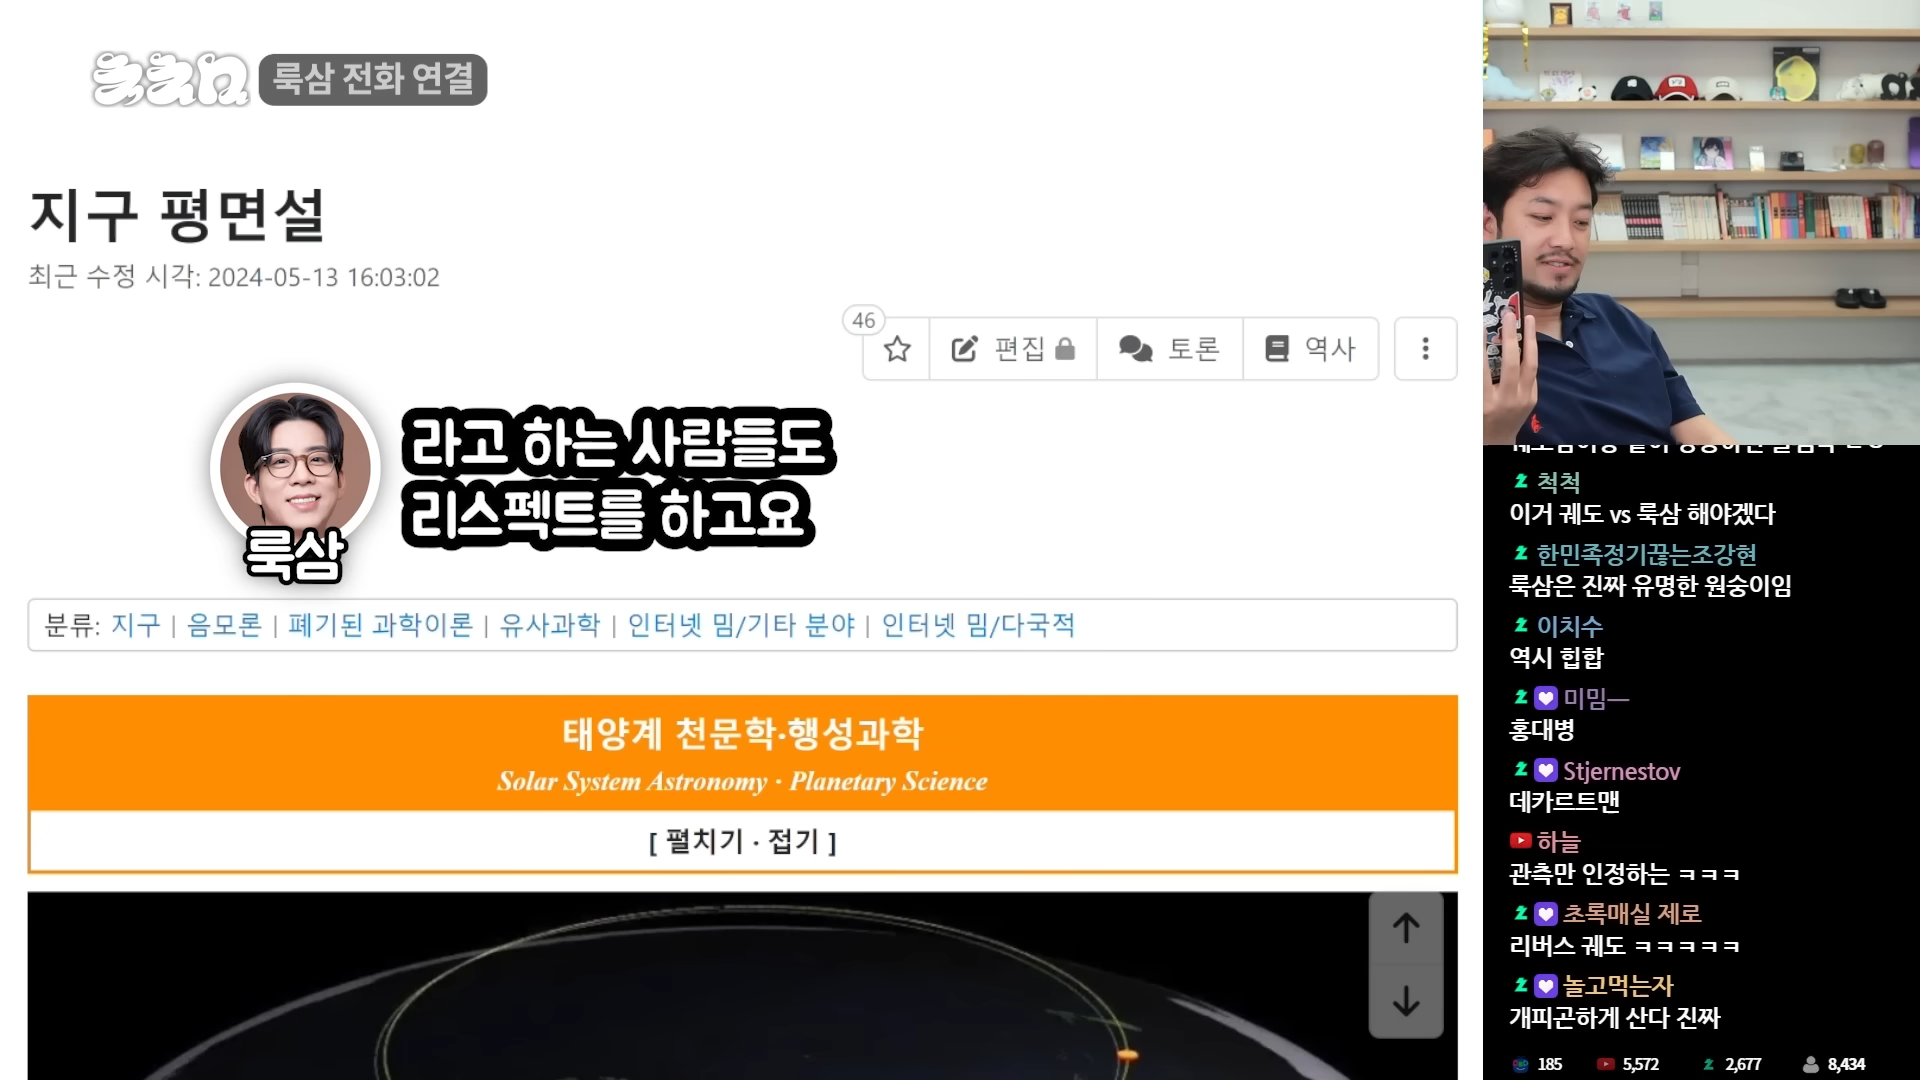 룩삼 전화 연결
지구 평면설
최근 수정 시각: 2024-05-13 16:03:02
46
편집
토론
역사
라고 하는 사람들도
리스펙트를 하고요
룩삼
분류: 지구 | 음모론 | 폐기된 과학이론 | 유사과학 | 인터넷 밈/기타 분야 | 인터넷 밈/다국적
태양계 천문학·행성과학
Solar System Astronomy · Planetary Science
[ 펼치기 · 접기 ]
척척
이거 궤도 vs 룩삼 해야겠다
한민족정기끊는조강현
룩삼은 진짜 유명한 원숭이임
이치수
역시 힙합
미밈—
홍대병
Stjernestov
데카르트맨
하늘
관측만 인정하는 ㅋㅋㅋ
초록매실 제로
리버스 궤도 ㅋㅋㅋㅋㅋ
놀고먹는자
개피곤하게 산다 진짜
185
5,572
2,677
8,434